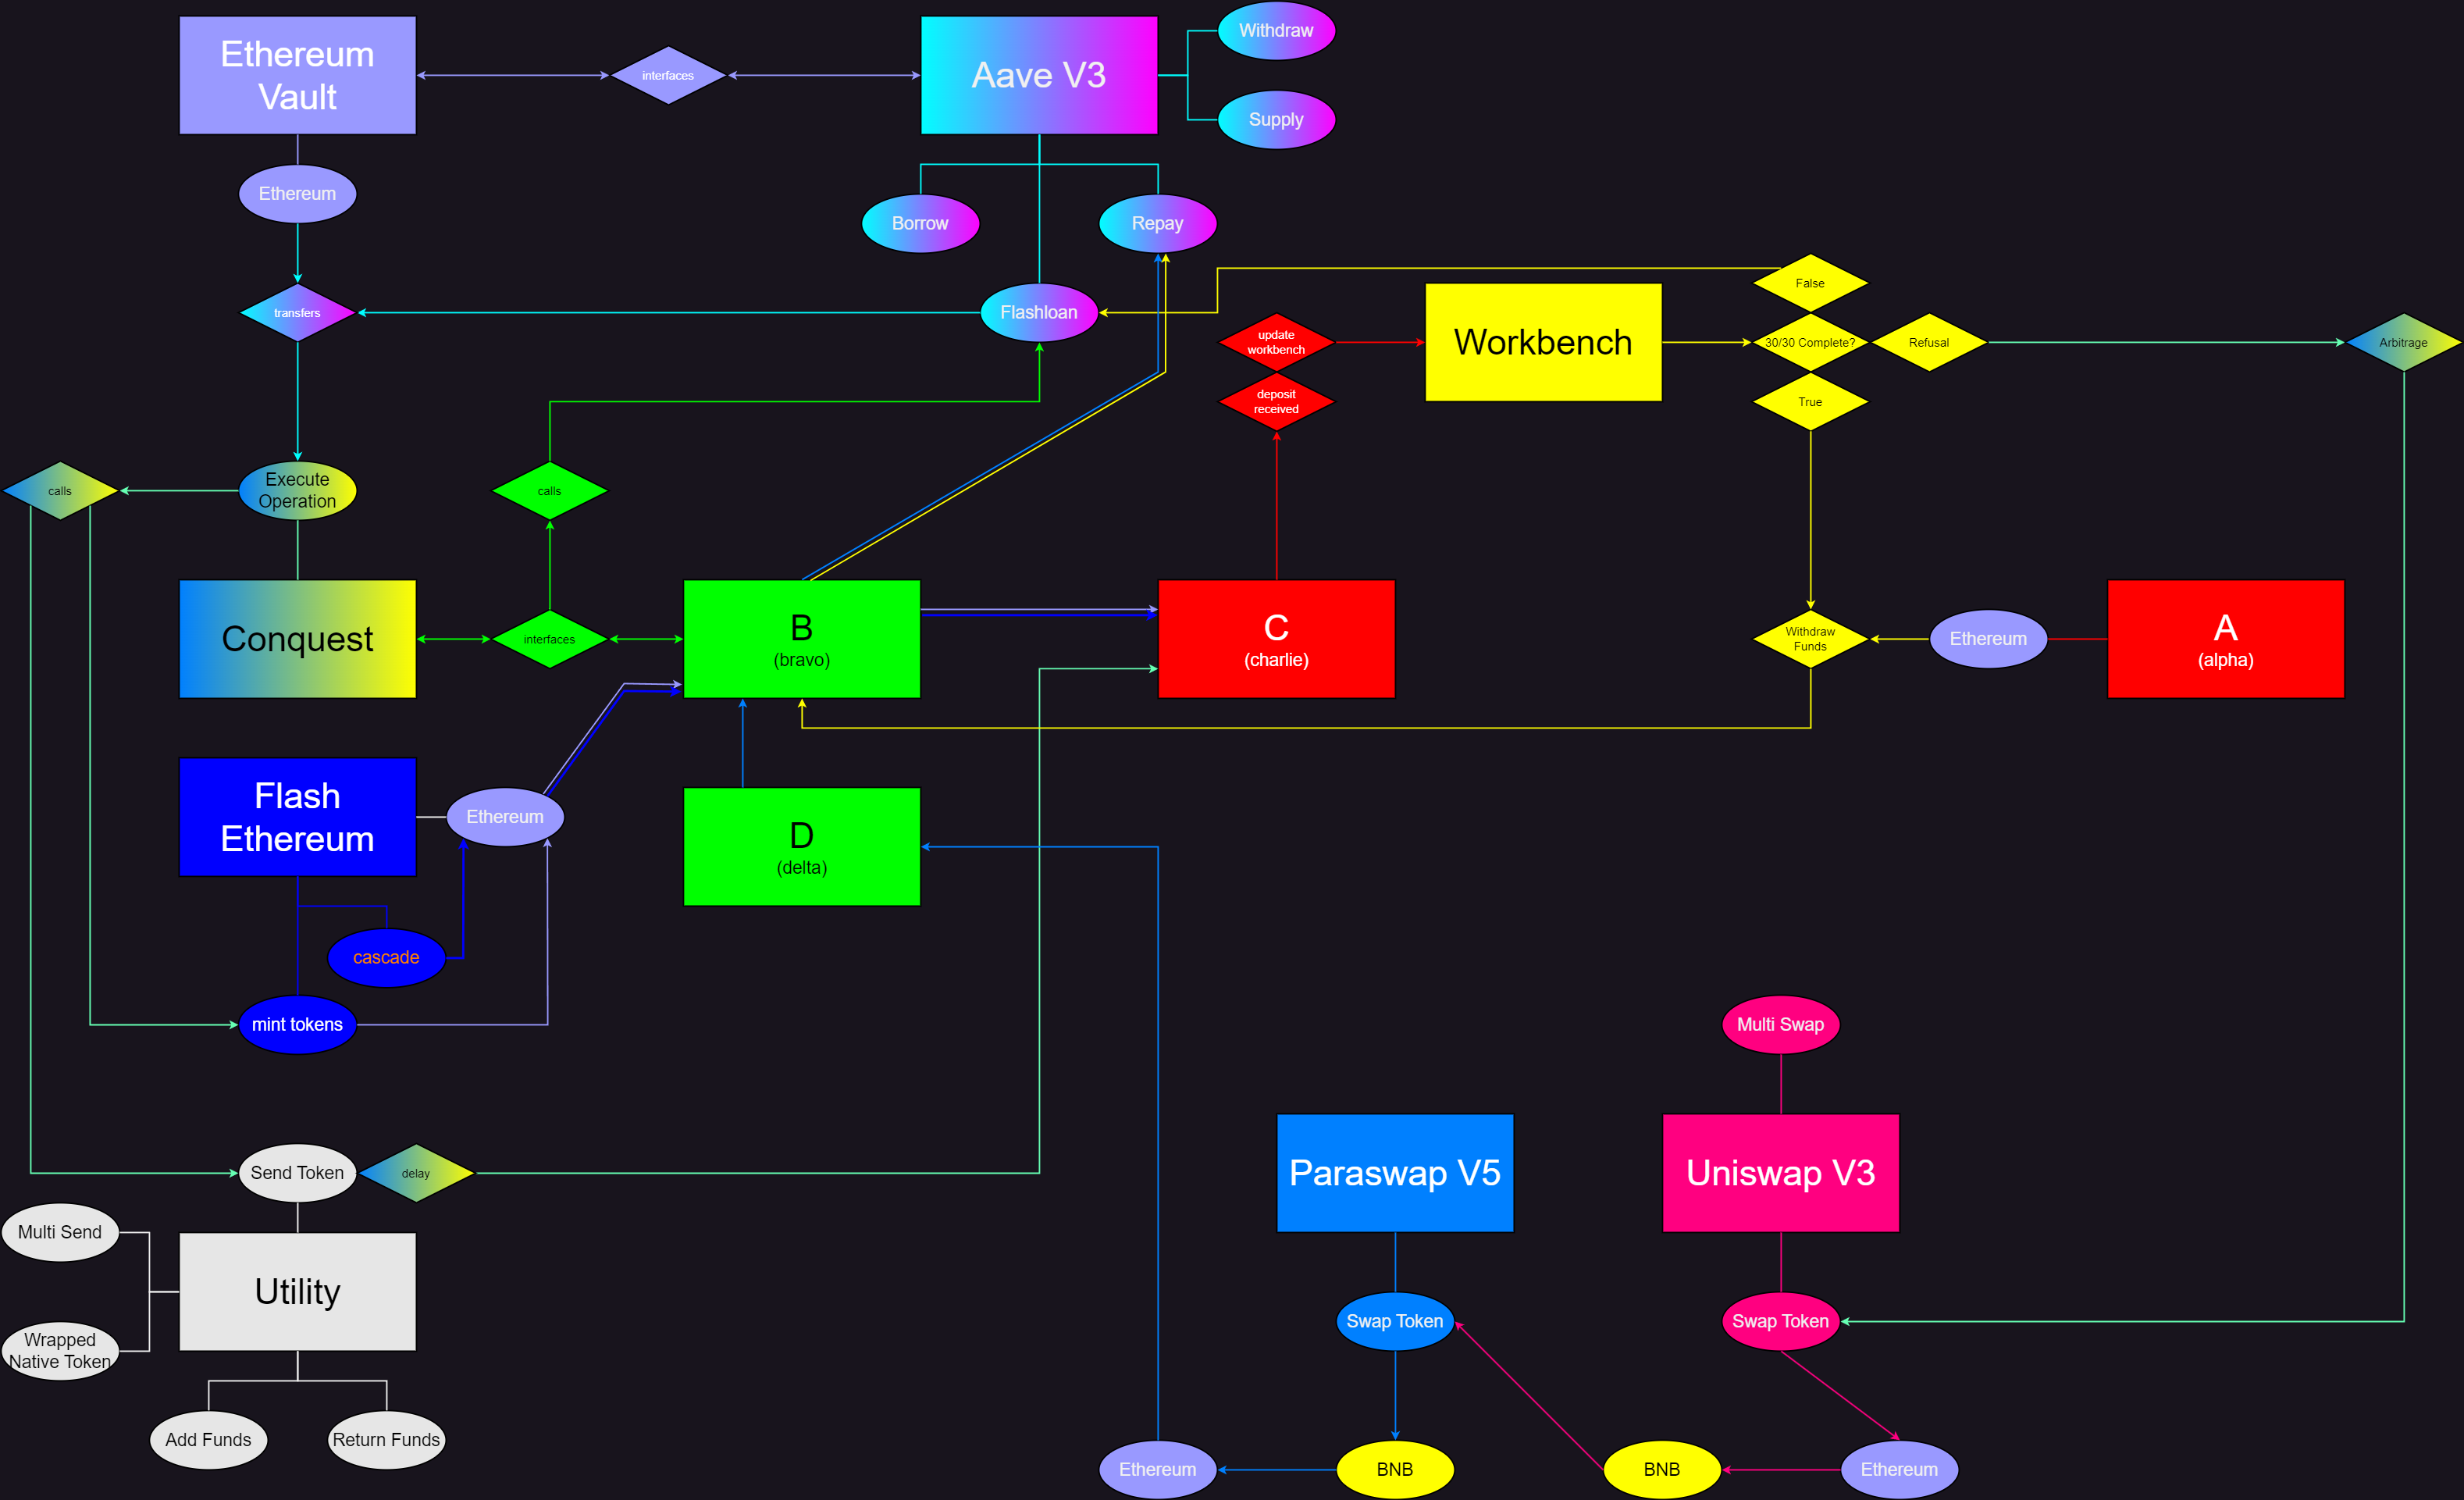 Withdraw
Ethereum
Vault
interfaces
Aave V3
Supply
Ethereum
Borrow
Repay
transfers
Flashloan
False
update
workbench
Workbench
30/30 Complete?
Refusal
Arbitrage
deposit
received
True
calls
Execute
Operation
calls
Conquest
interfaces
B
(bravo)
C
(charlie)
Withdraw
Funds
Ethereum
A
(alpha)
Flash
Ethereum
Ethereum
D
(delta)
cascade
mint tokens
Multi Swap
Send Token
delay
Paraswap V5
Uniswap V3
Multi Send
Utility
Wrapped
Native Token
Swap Token
Swap Token
Add Funds
Return Funds
Ethereum
BNB
BNB
Ethereum